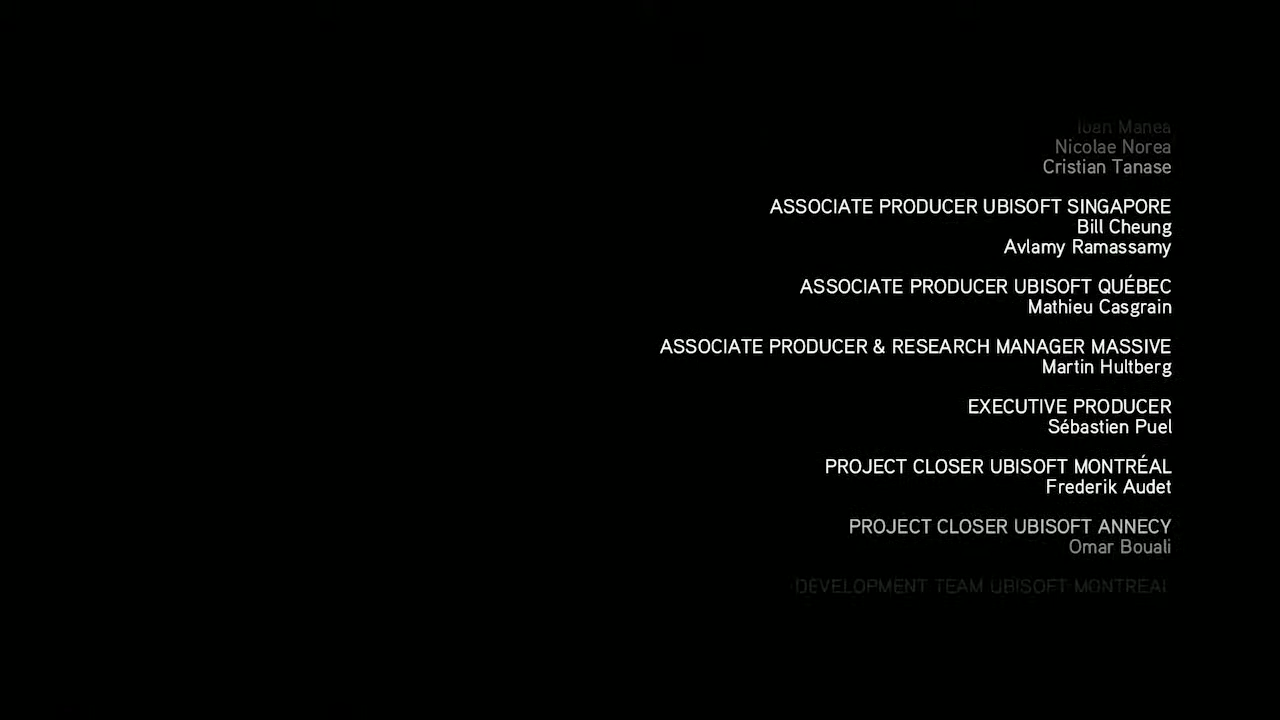 Manea
Nicolae Norea
Cristian Tanase
ASSOCIATE PRODUCER UBISOFT SINGAPORE
Bill Cheung
Avlamy Ramassamy
ASSOCIATE PRODUCER UBISOFT QUÉBEC
Mathieu Casgrain
ASSOCIATE PRODUCER & RESEARCH MANAGER MASSIVE
Martin Hultberg
EXECUTIVE PRODUCER
Sébastien Puel
PROJECT CLOSER UBISOFT MONTRÉAL
Frederik Audet
PROJECT CLOSER UBISOFT ANNECY
Omar Bouali
DEVELOPMENT TEAM UBISOFT MONTREAL